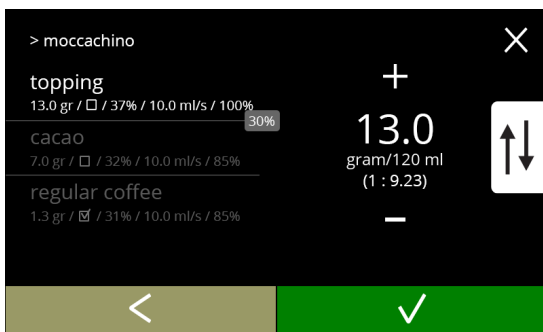 > moccachino
topping
13.0 gr / ☐ / 37% / 10.0 ml/s / 100%
30%
cacao
7.0 gr / ☐ / 32% / 10.0 ml/s / 85%
regular coffee
1.3 gr / ☑ / 31% / 10.0 ml/s / 85%
+
13.0
gram/120 ml
(1 : 9.23)
−